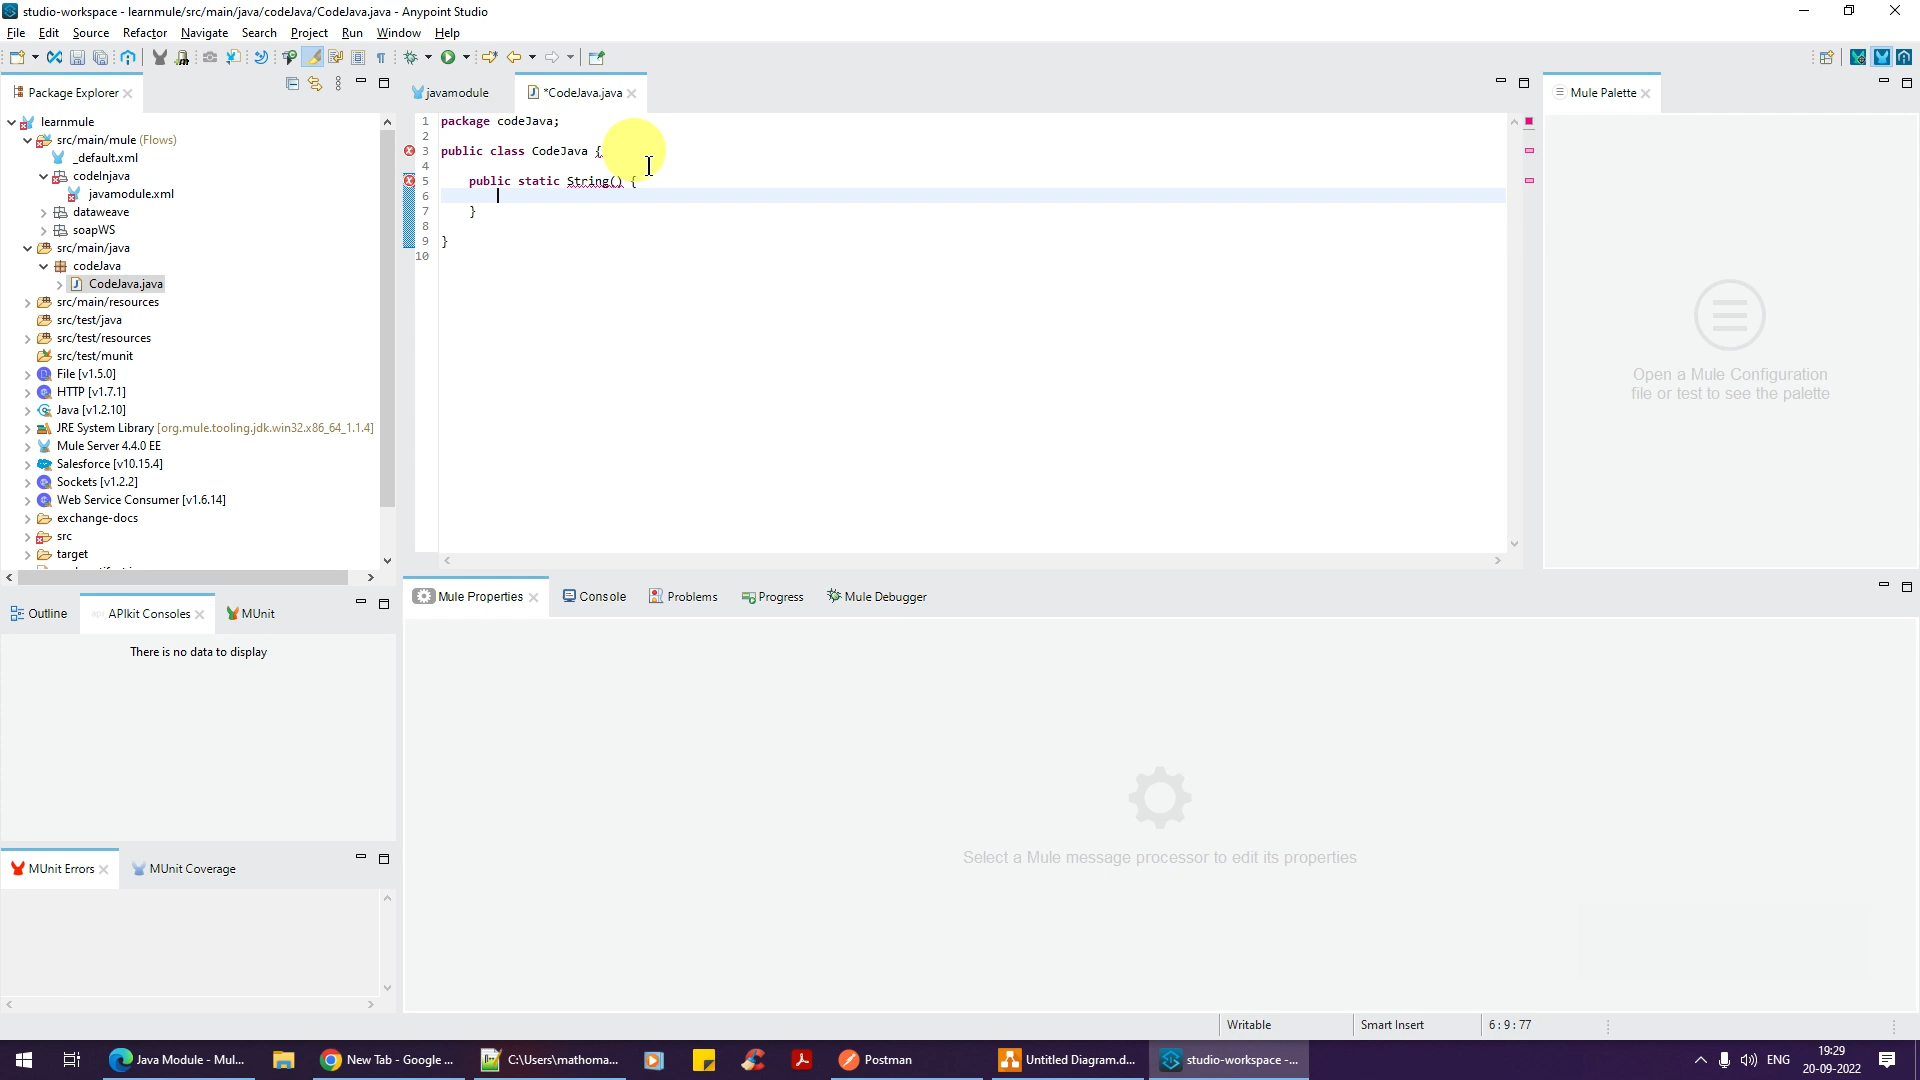 studio-workspace - learnmule/src/main/java/codeJava/CodeJava.java - Anypoint Studio
File Edit Source Refactor Navigate Search Project Run Window Help
Package Explorer
javamodule
*CodeJava.java
Mule Palette
learnmule
src/main/mule (Flows)
_default.xml
codeInjava
javamodule.xml
dataweave
soapWS
src/main/java
codeJava
CodeJava.java
src/main/resources
src/test/java
src/test/resources
src/test/munit
File [v1.5.0]
HTTP [v1.7.1]
Java [v1.2.10]
JRE System Library [org.mule.tooling.jdk.win32.x86_64_1.1.4]
Mule Server 4.4.0 EE
Salesforce [v10.15.4]
Sockets [v1.2.2]
Web Service Consumer [v1.6.14]
exchange-docs
src
target
1 package codeJava;
2
3 public class CodeJava {
4
5 public static String() {
6
7 }
8
9 }
10
Open a Mule Configuration
file or test to see the palette
Outline
APIkit Consoles
MUnit
There is no data to display
MUnit Errors
MUnit Coverage
Mule Properties
Console
Problems
Progress
Mule Debugger
Select a Mule message processor to edit its properties
Writable
Smart Insert
6 : 9 : 77
Java Module - Mul...
New Tab - Google ...
C:\Users\mathoma...
Postman
Untitled Diagram.d...
studio-workspace -...
ENG
19:29
20-09-2022